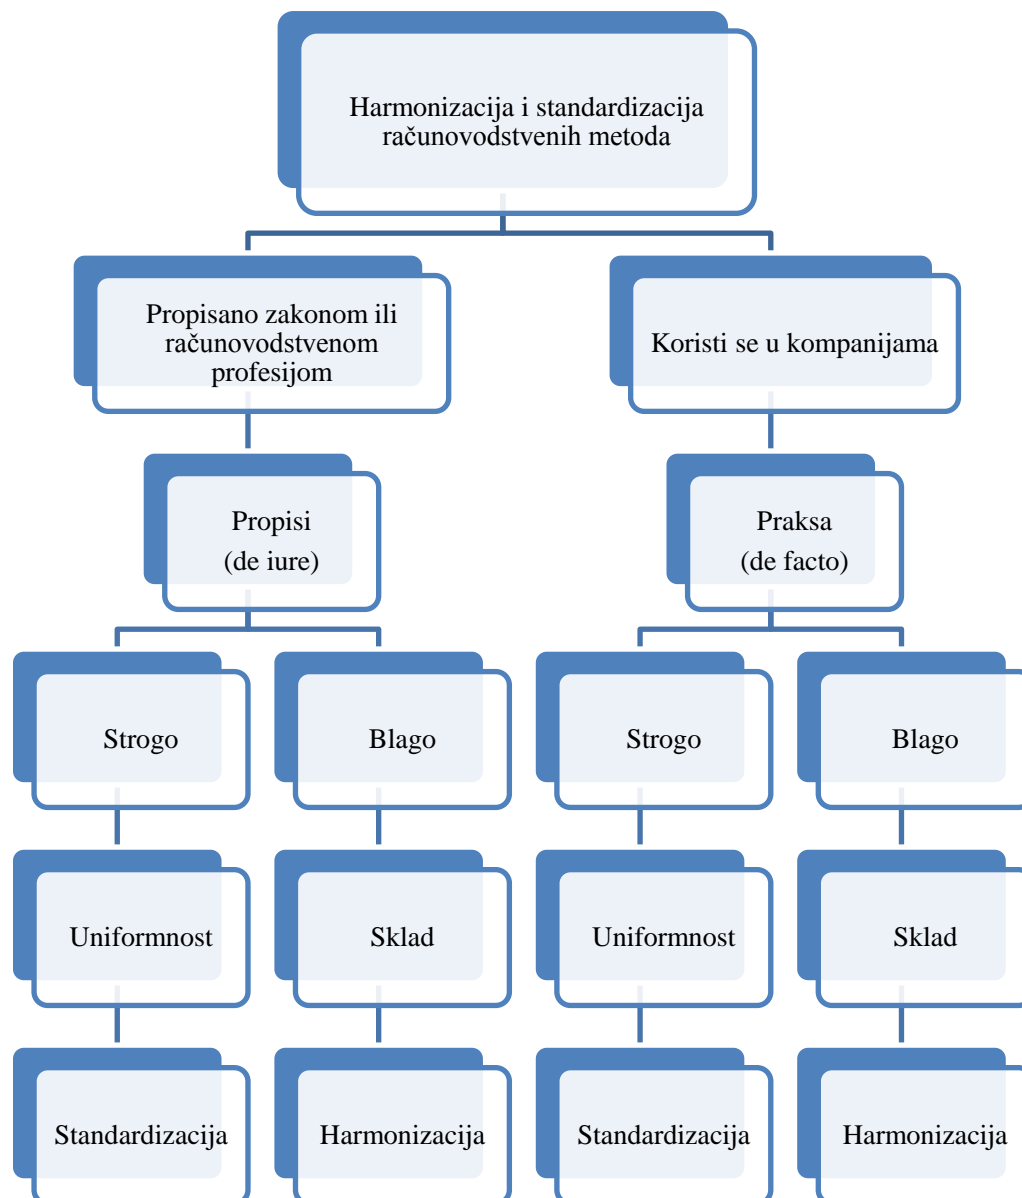 Harmonizacija i standardizacija
računovodstvenih metoda
Propisano zakonom ili
računovodstvenom
profesijom
Koristi se u kompanijama
Propisi
(de iure)
Praksa
(de facto)
Strogo
Blago
Strogo
Blago
Uniformnost
Sklad
Uniformnost
Sklad
Standardizacija
Harmonizacija
Standardizacija
Harmonizacija